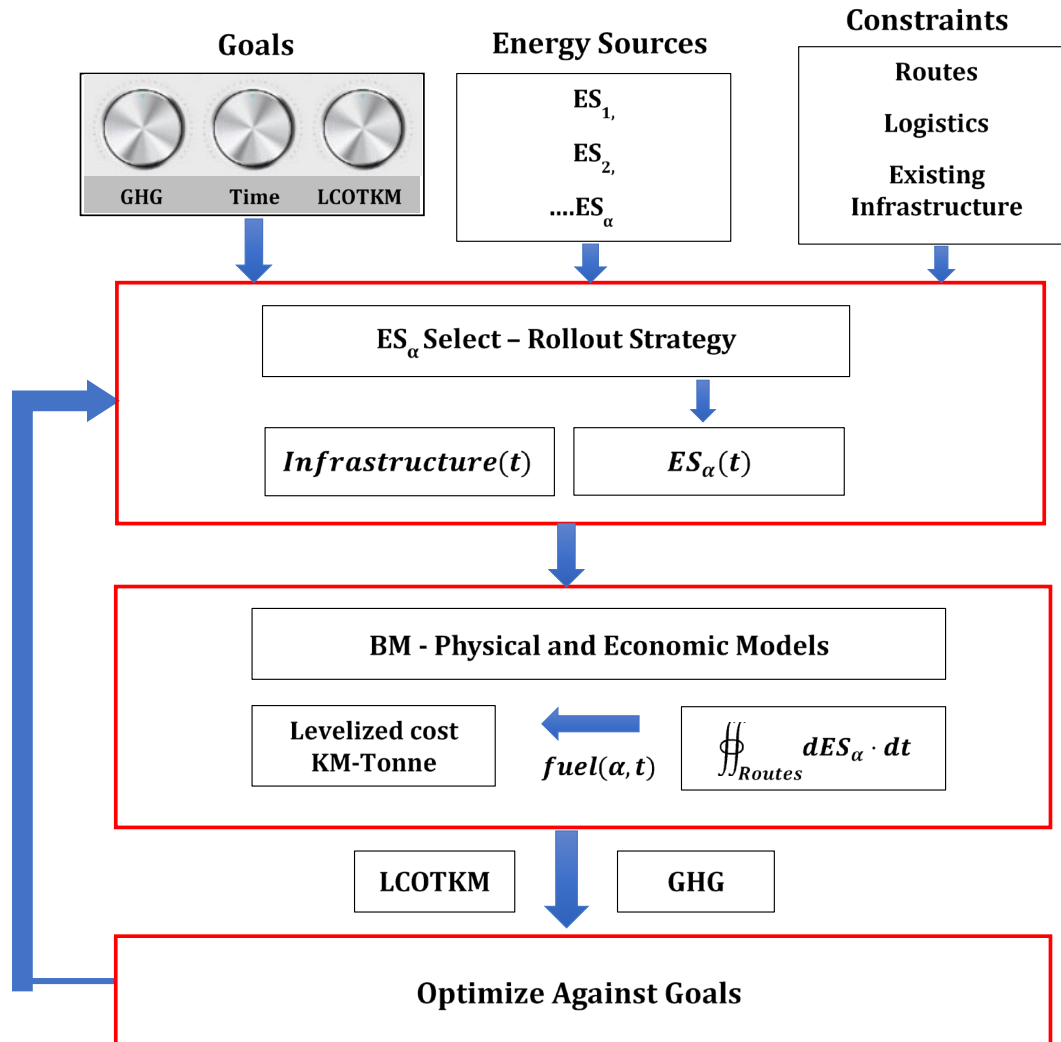 Goals
GHG Time LCOTKM
Energy Sources
ES1,
ES2,
....ESα
Constraints
Routes
Logistics
Existing
Infrastructure
ESα Select – Rollout Strategy
Infrastructure(t)
ESα(t)
BM - Physical and Economic Models
Levelized cost
KM-Tonne
fuel(α, t)
∯Routes dESα · dt
LCOTKM
GHG
Optimize Against Goals